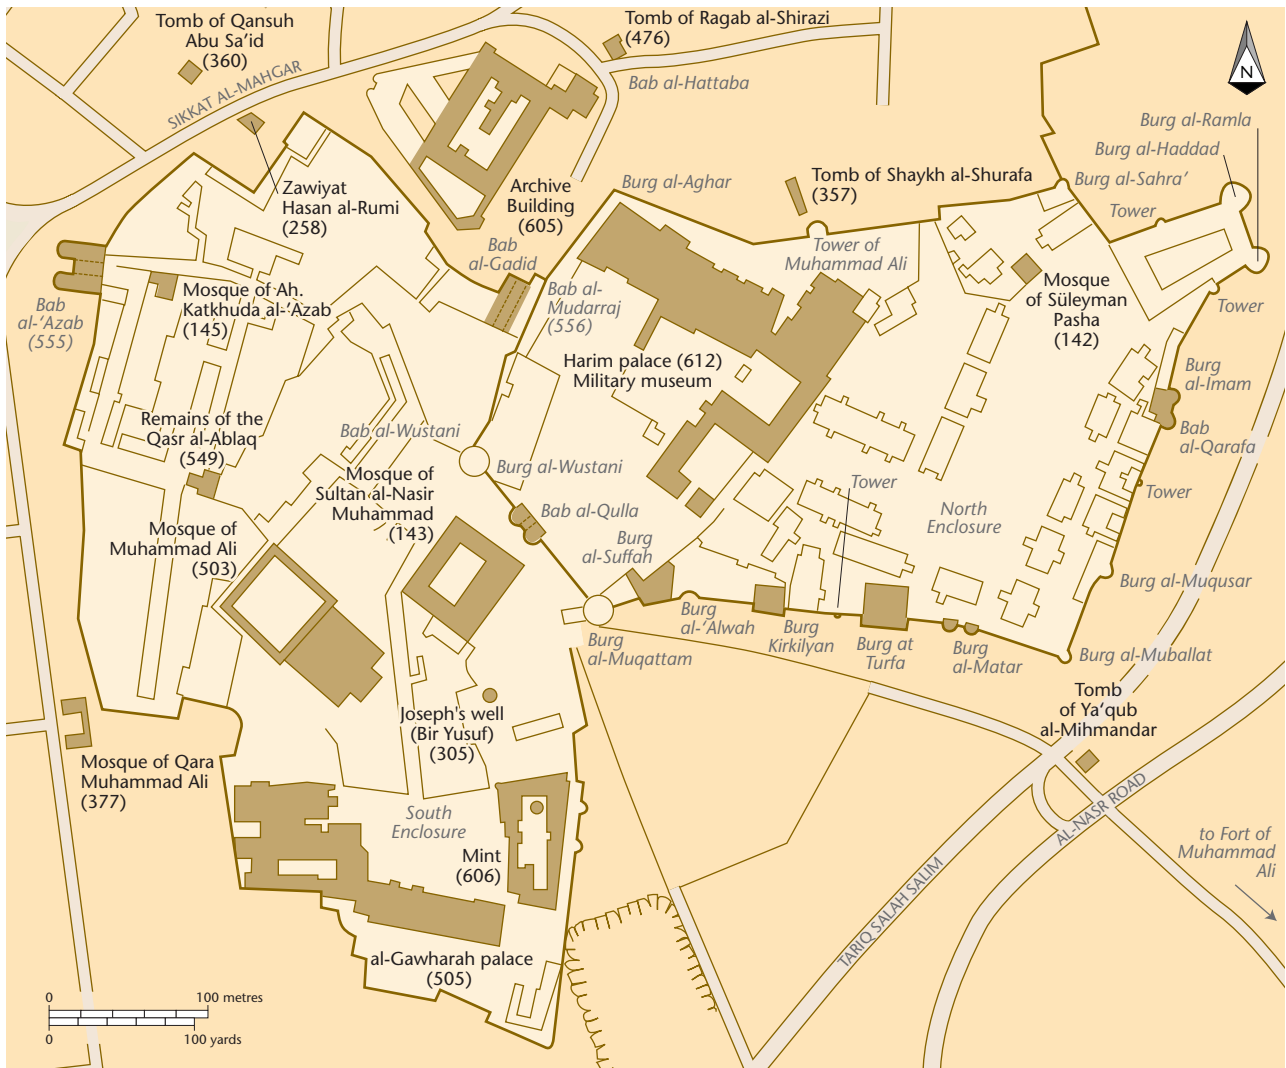 Tomb of Qansuh
Abu Sa‘id
(360)
Tomb of Ragab al-Shirazi
(476)
N
SIKKAT AL-MAHGAR
Bab al-Hattaba
Burg al-Ramla
Burg al-Haddad
Burg al-Sahra’
Tower
Zawiyat
Hasan al-Rumi
(258)
Archive
Building
(605)
Burg al-Aghar
Tomb of Shaykh al-Shurafa
(357)
Bab
al-Gadid
Tower of
Muhammad Ali
Mosque
of Süleyman
Pasha
(142)
Tower
Bab
al-‘Azab
(555)
Mosque of Ah.
Katkhuda al-‘Azab
(145)
Bab al-
Mudarraj
(556)
Harim palace (612)
Military museum
Burg
al-Imam
Bab
al-Qarafa
Remains of the
Qasr al-Ablaq
(549)
Bab al-Wustani
Burg al-Wustani
Tower
Tower
Mosque of
Sultan al-Nasir
Muhammad
(143)
Bab al-Qulla
North
Enclosure
Mosque of
Muhammad Ali
(503)
Burg
al-Suffah
Burg al-Muqusar
Burg
al-‘Alwah
Burg
Kirkilyan
Burg at
Turfa
Burg
al-Matar
Burg al-Muballat
Burg
al-Muqattam
Tomb
of Ya‘qub
al-Mihmandar
Joseph's well
(Bir Yusuf)
(305)
Mosque of Qara
Muhammad Ali
(377)
South
Enclosure
Mint
(606)
AL-NASR ROAD
TARIQ SALAH SALIM
to Fort of
Muhammad
Ali
al-Gawharah palace
(505)
0 100 metres
0 100 yards